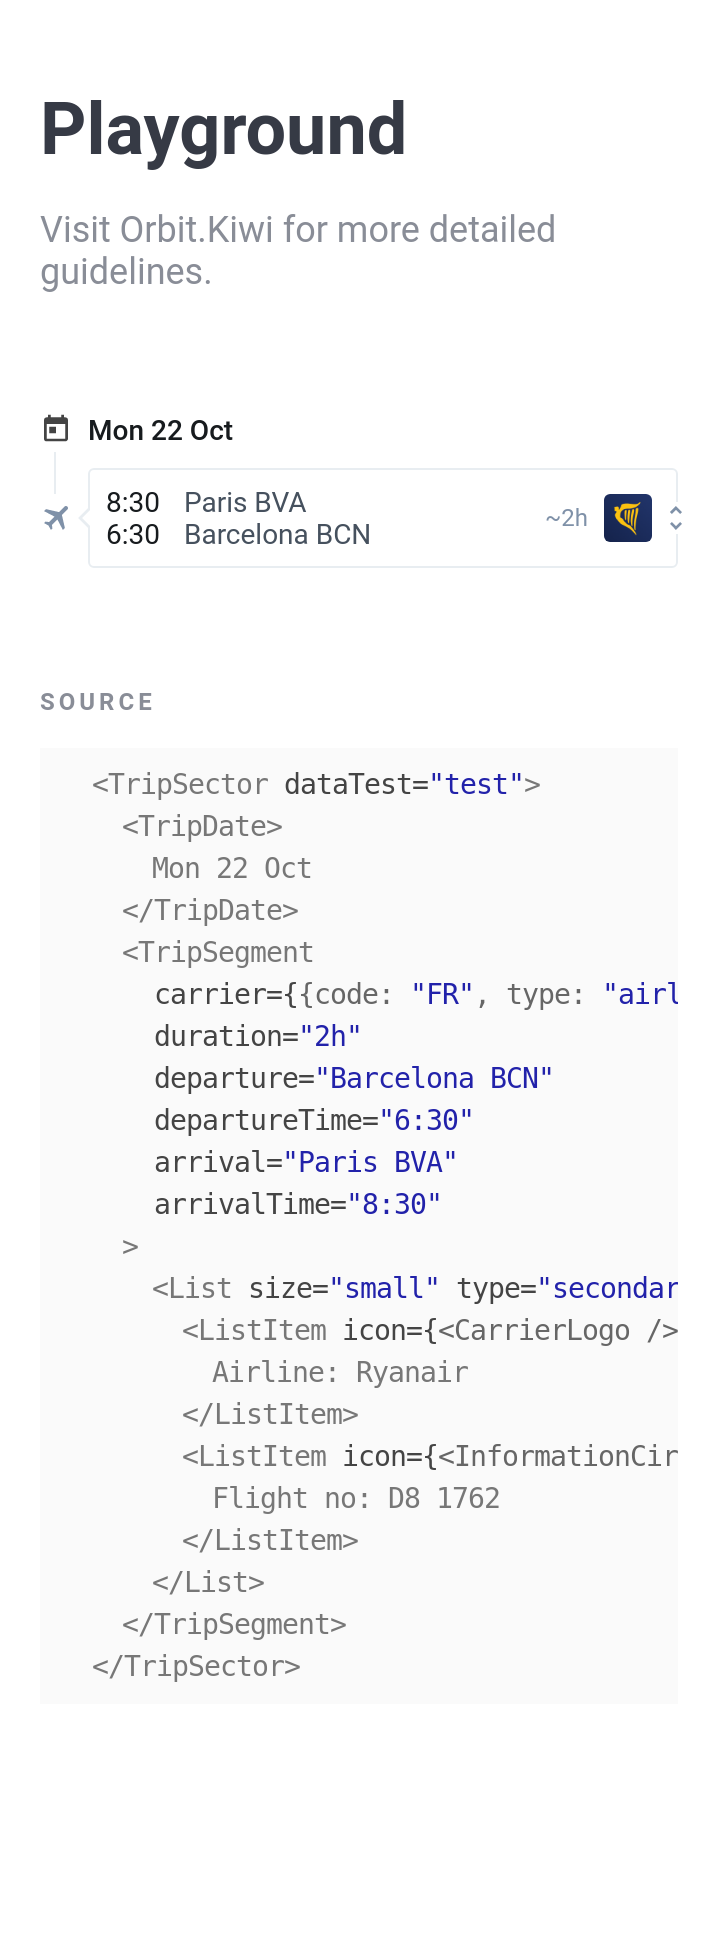 Playground
Visit Orbit.Kiwi for more detailed
guidelines.
Mon 22 Oct
8:30 Paris BVA
6:30 Barcelona BCN
~2h
SOURCE
<TripSector dataTest="test">
<TripDate>
Mon 22 Oct
</TripDate>
<TripSegment
carrier={{code: "FR", type: "airl
duration="2h"
departure="Barcelona BCN"
departureTime="6:30"
arrival="Paris BVA"
arrivalTime="8:30"
>
<List size="small" type="secondar
<ListItem icon={<CarrierLogo />
Airline: Ryanair
</ListItem>
<ListItem icon={<InformationCir
Flight no: D8 1762
</ListItem>
</List>
</TripSegment>
</TripSector>